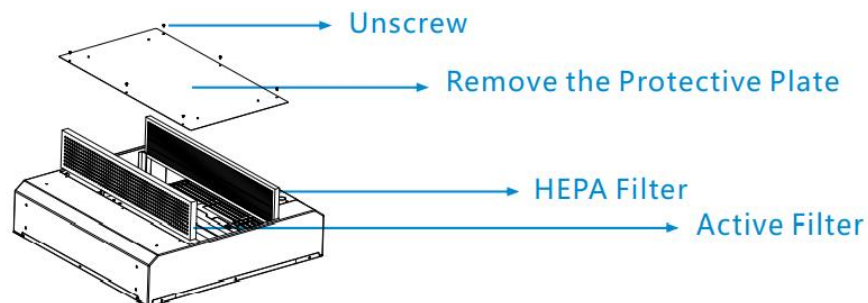 Unscrew
Remove the Protective Plate
HEPA Filter
Active Filter